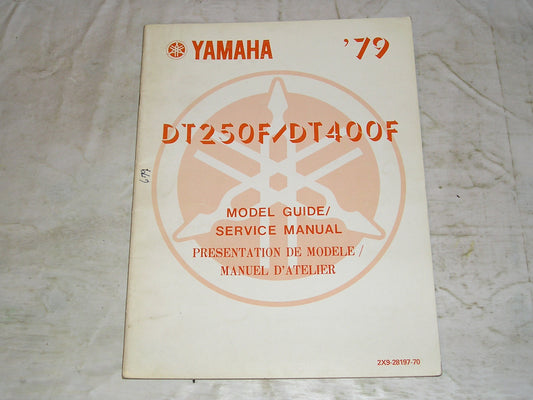 YAMAHA '79
DT250F/DT400F
MODEL GUIDE/
SERVICE MANUAL
PRESENTATION DE MODELE/
MANUEL D'ATELIER
2X9-28197-70